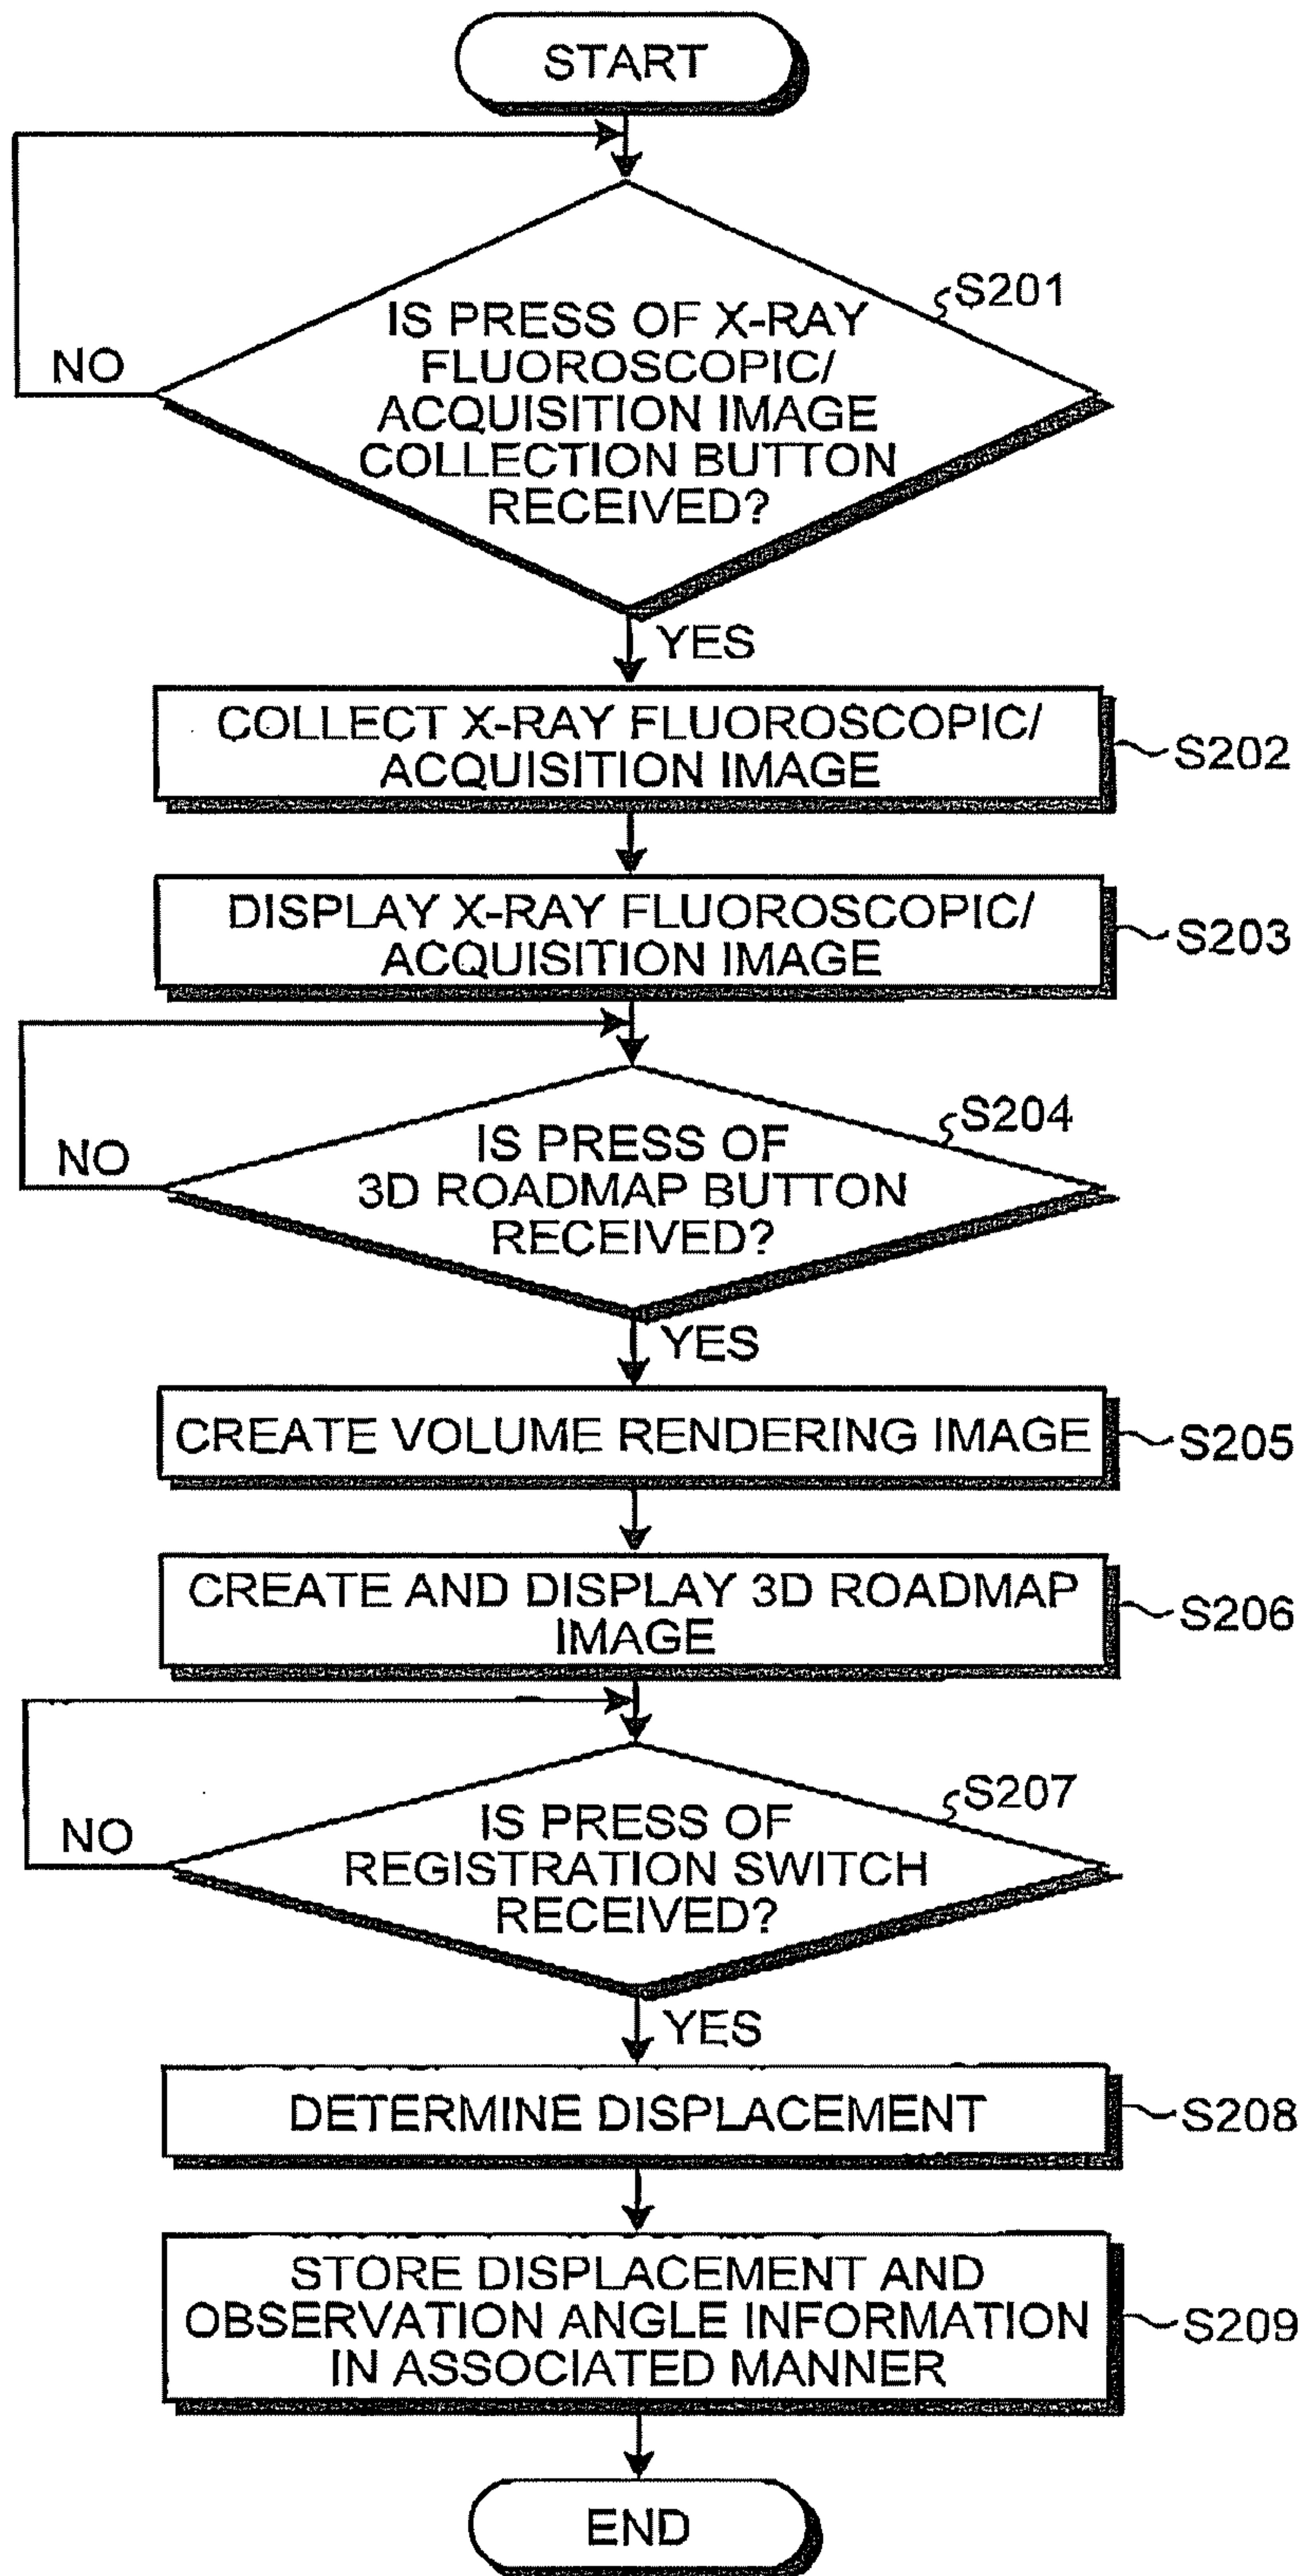 START
IS PRESS OF X-RAY
FLUOROSCOPIC/
ACQUISITION IMAGE
COLLECTION BUTTON
RECEIVED?
S201
NO
YES
COLLECT X-RAY FLUOROSCOPIC/
ACQUISITION IMAGE
S202
DISPLAY X-RAY FLUOROSCOPIC/
ACQUISITION IMAGE
S203
IS PRESS OF
3D ROADMAP BUTTON
RECEIVED?
S204
NO
YES
CREATE VOLUME RENDERING IMAGE
S205
CREATE AND DISPLAY 3D ROADMAP
IMAGE
S206
IS PRESS OF
REGISTRATION SWITCH
RECEIVED?
S207
NO
YES
DETERMINE DISPLACEMENT
S208
STORE DISPLACEMENT AND
OBSERVATION ANGLE INFORMATION
IN ASSOCIATED MANNER
S209
END